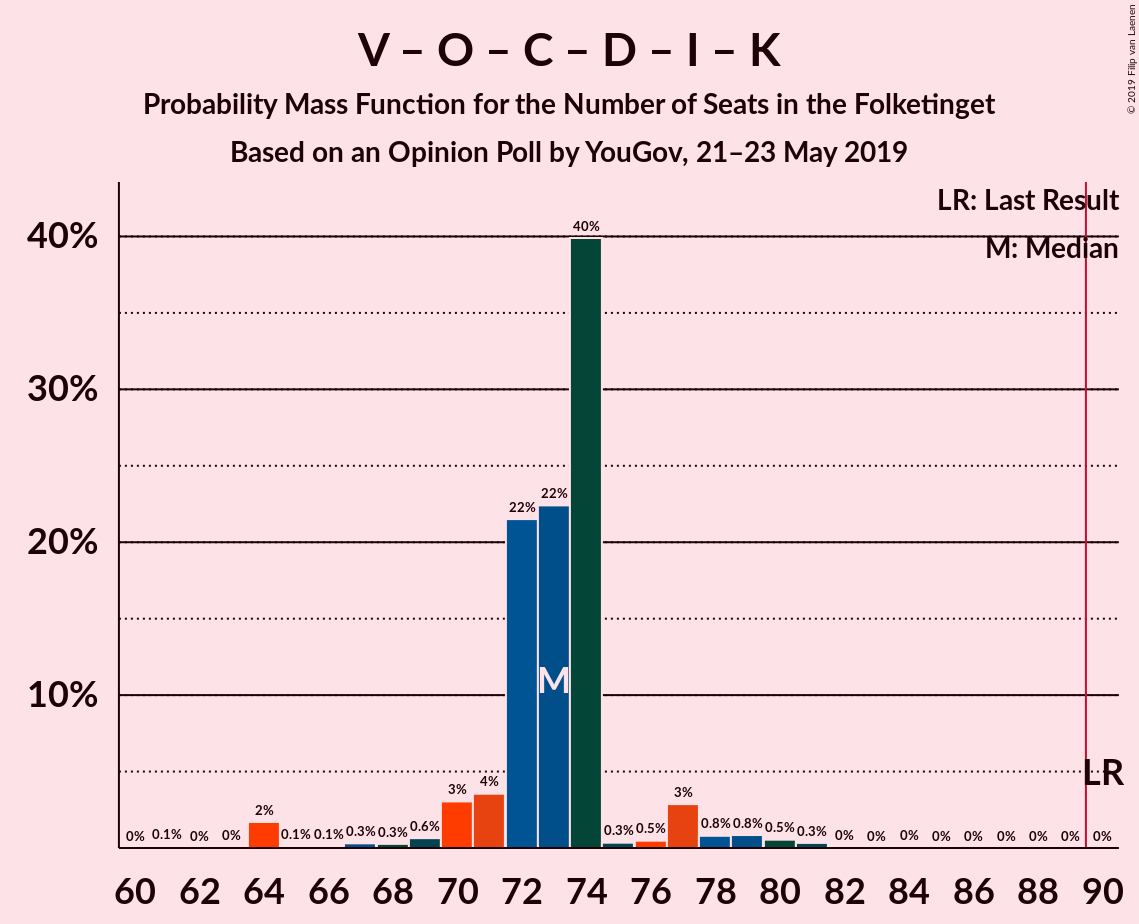 V – O – C – D – I – K
Probability Mass Function for the Number of Seats in the Folketinget
Based on an Opinion Poll by YouGov, 21–23 May 2019
© 2019 Filip van Laenen
LR: Last Result
M: Median
40%
30%
20%
10%
0% 0.1% 0% 0% 2% 0.1% 0.1% 0.3% 0.3% 0.6% 3% 4% 22% 22% 40% 0.3% 0.5% 3% 0.8% 0.8% 0.5% 0.3% 0% 0% 0% 0% 0% 0% 0% 0% 0%
M
LR
60 62 64 66 68 70 72 74 76 78 80 82 84 86 88 90